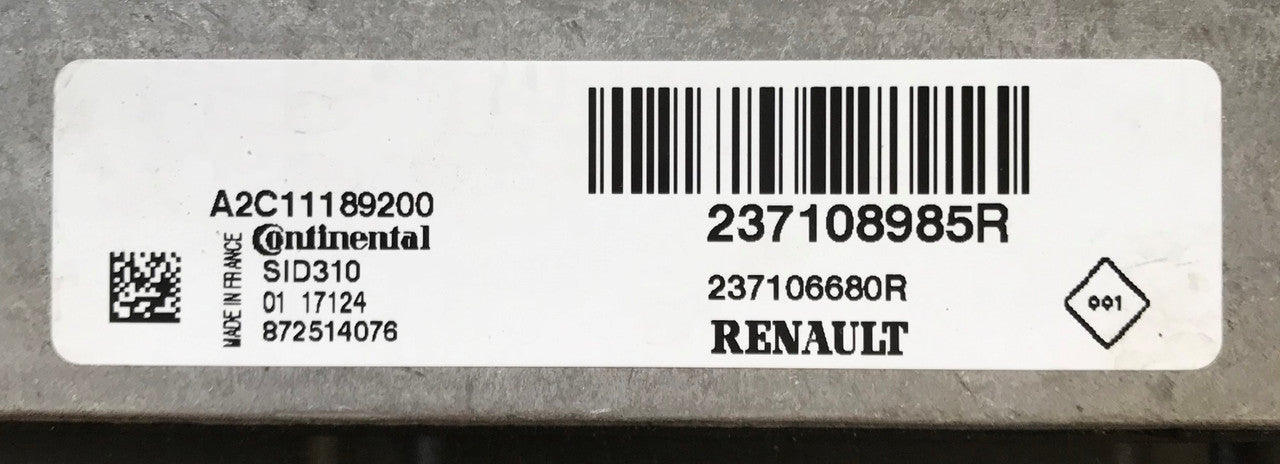 A2C11189200
Continental
SID310
01 17124
872514076
MADE IN FRANCE
237108985R
237106680R
RENAULT
001